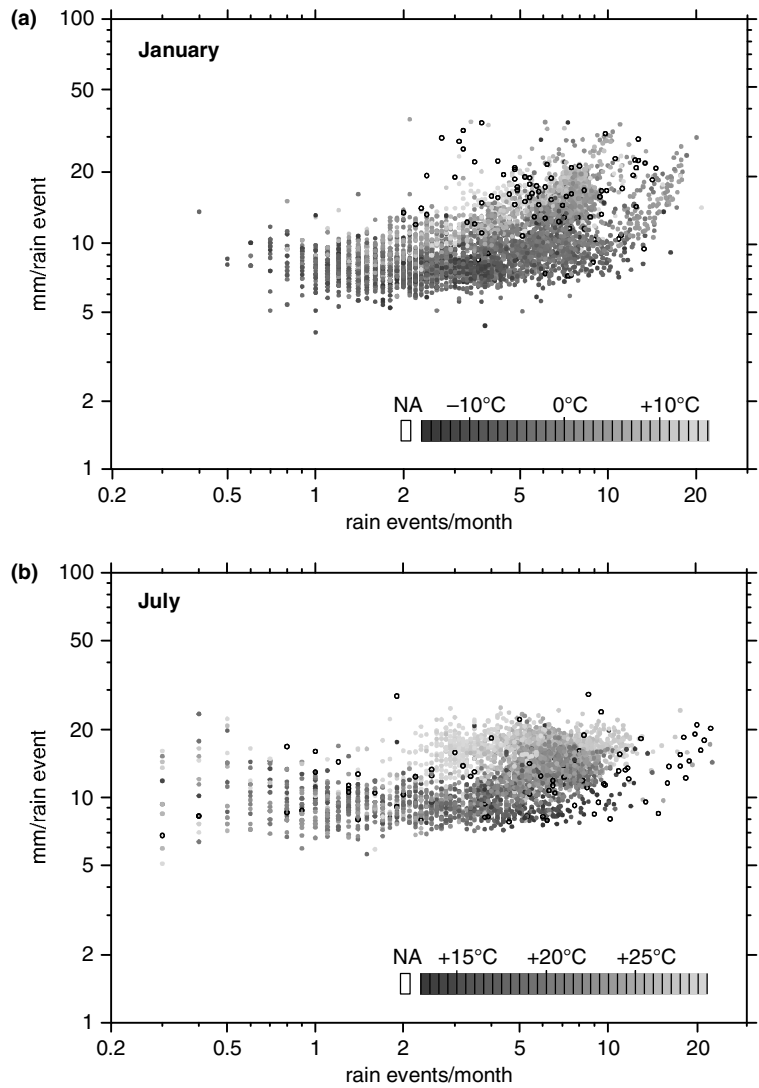 (a)
January
100
50
20
10
5
2
1
mm/rain event
NA –10°C 0°C +10°C
0.2 0.5 1 2 5 10 20
rain events/month
(b)
July
100
50
20
10
5
2
1
mm/rain event
NA +15°C +20°C +25°C
0.2 0.5 1 2 5 10 20
rain events/month